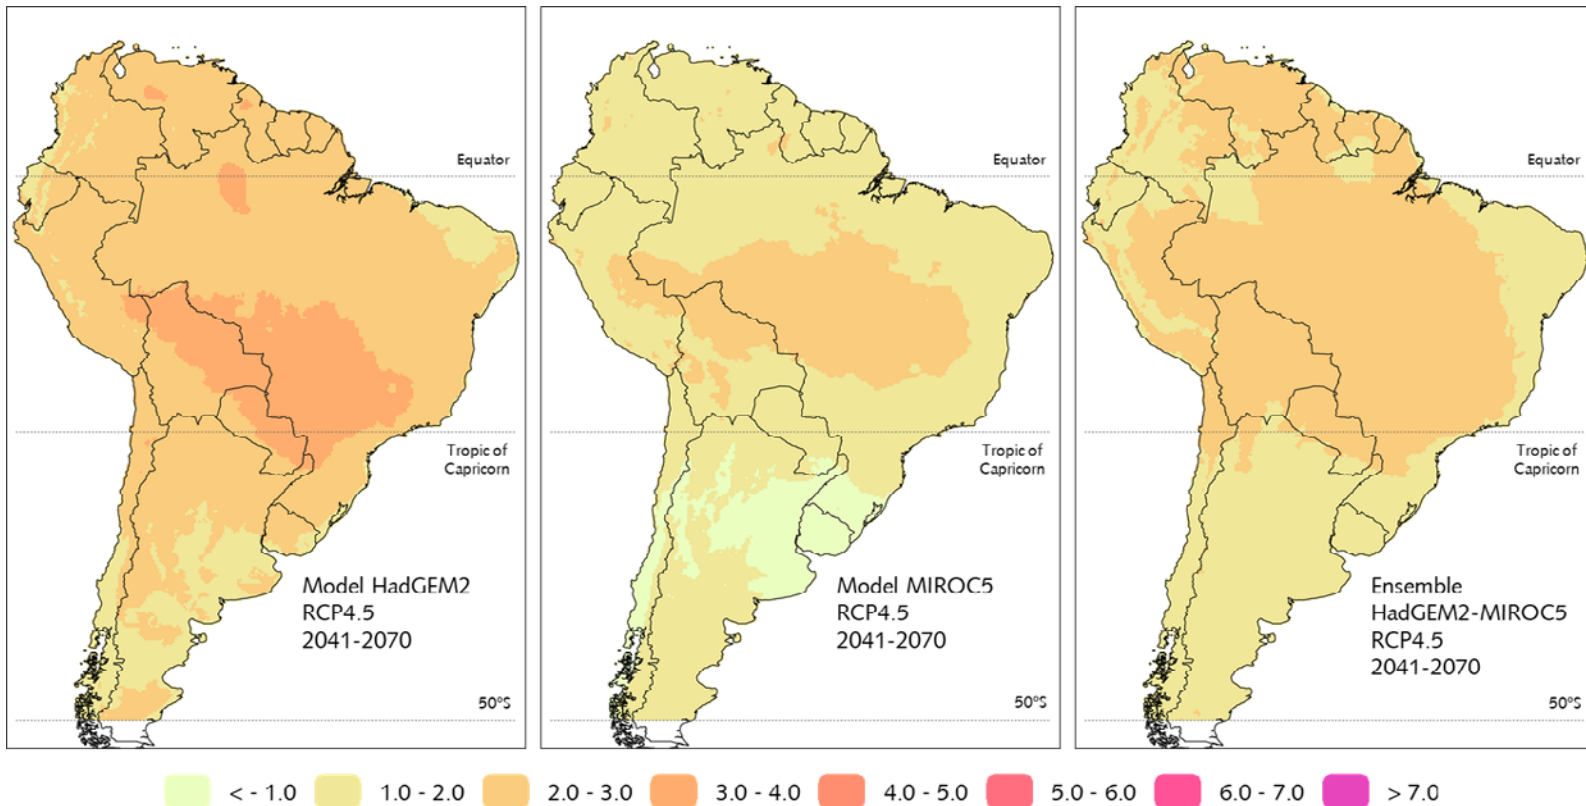 Equator
Tropic of
Capricorn
Model HadGEM2
RCP4.5
2041-2070
50ºS
Equator
Tropic of
Capricorn
Model MIROC5
RCP4.5
2041-2070
50ºS
Equator
Tropic of
Capricorn
Ensemble
HadGEM2-MIROC5
RCP4.5
2041-2070
50ºS
< - 1.0 1.0 - 2.0 2.0 - 3.0 3.0 - 4.0 4.0 - 5.0 5.0 - 6.0 6.0 - 7.0 > 7.0